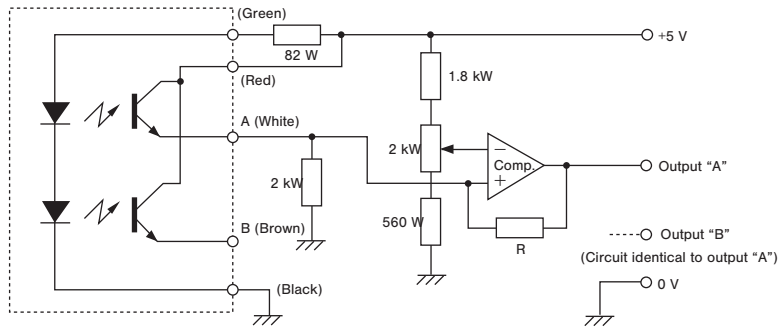 (Green)
82 W
+5 V
(Red)
1.8 kW
A (White)
2 kW
−
Comp.
+
Output “A”
2 kW
560 W
R
B (Brown)
Output “B”
(Circuit identical to output “A”)
(Black)
0 V